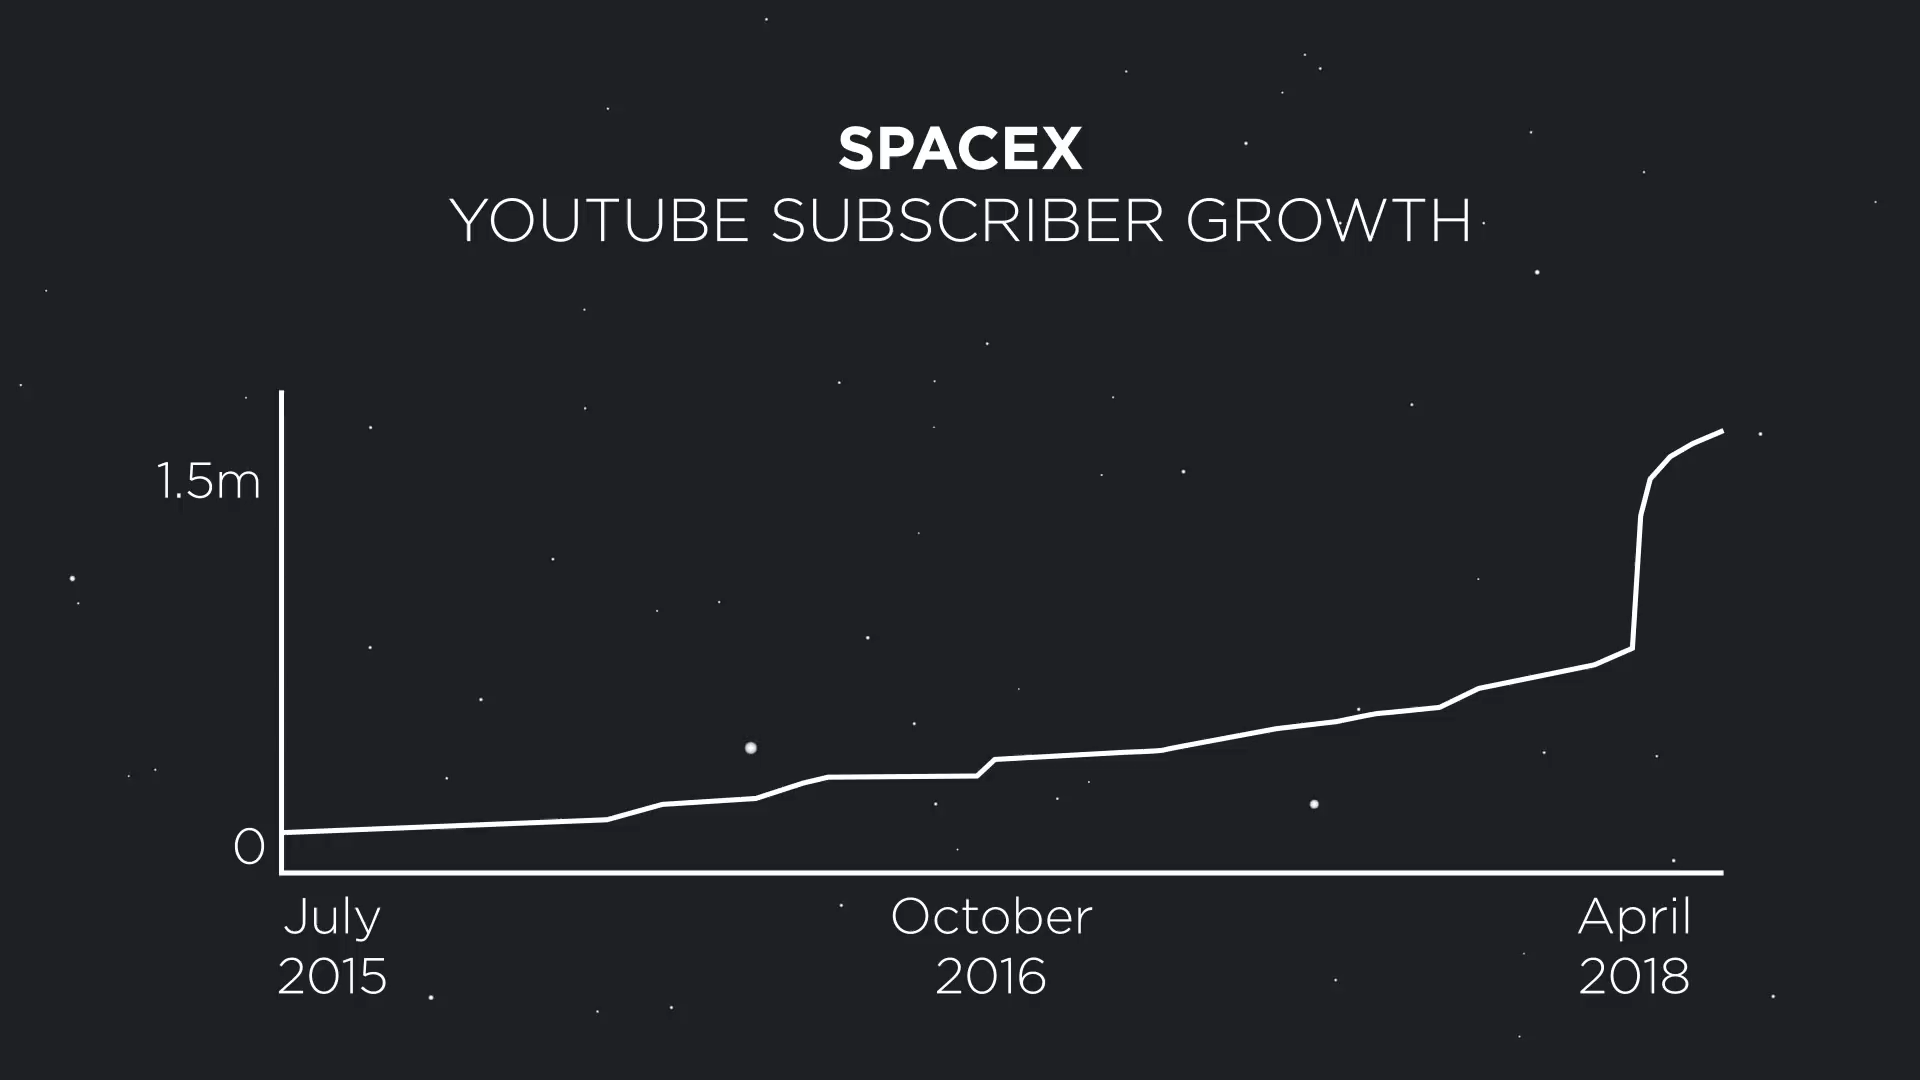 SPACEX
YOUTUBE SUBSCRIBER GROWTH
1.5m
0
July
2015
October
2016
April
2018